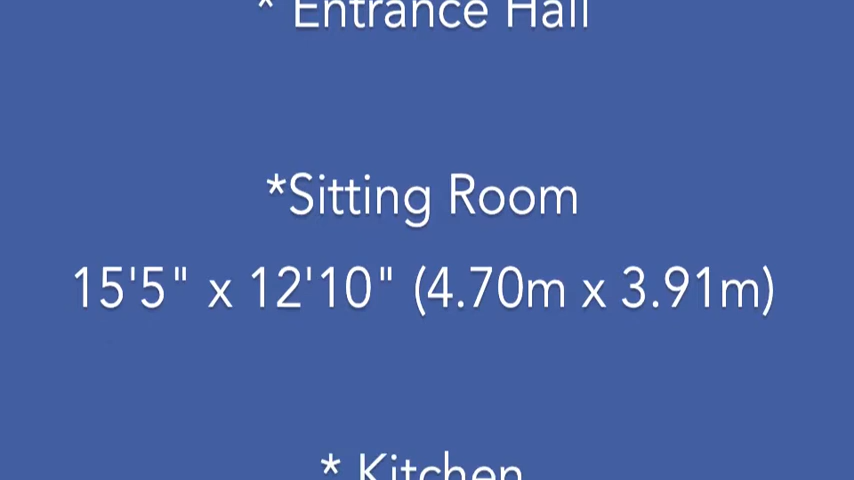 * Entrance Hall
*Sitting Room
15'5" x 12'10" (4.70m x 3.91m)
* Kitchen